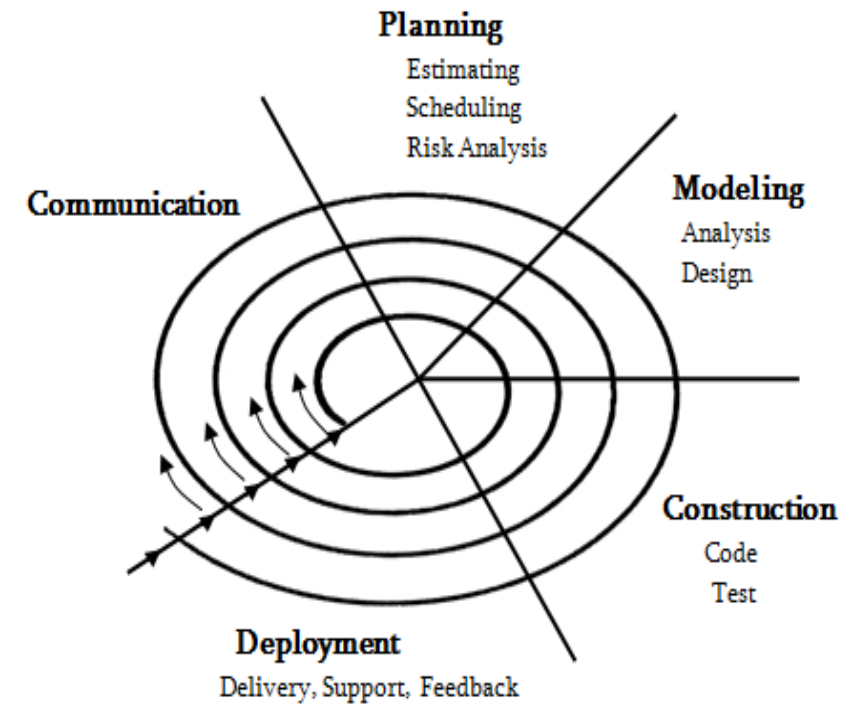 Planning
Estimating
Scheduling
Risk Analysis
Communication
Modeling
Analysis
Design
Construction
Code
Test
Deployment
Delivery, Support, Feedback